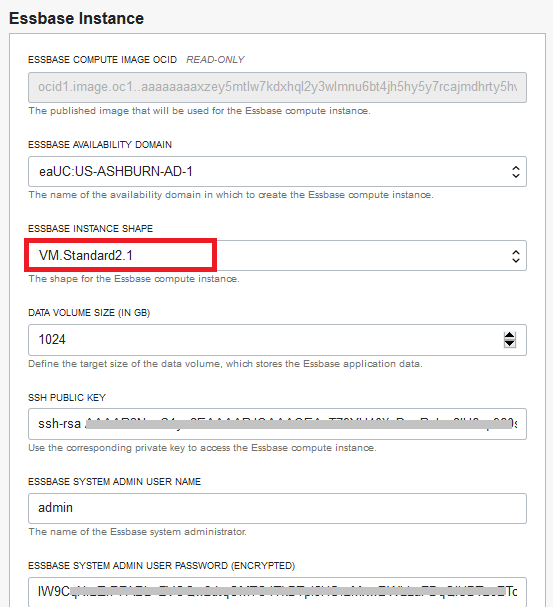 Essbase Instance
ESSBASE COMPUTE IMAGE OCID READ-ONLY
ocid1.image.oc1..aaaaaaaaxzey5mtlw7kdxhql2y3wlmnu6bt4jh5hy5y7rcajmdhrty5hv
The published image that will be used for the Essbase compute instance.
ESSBASE AVAILABILITY DOMAIN
eaUC:US-ASHBURN-AD-1
The name of the availability domain in which to create the Essbase compute instance.
ESSBASE INSTANCE SHAPE
VM.Standard2.1
The shape for the Essbase compute instance.
DATA VOLUME SIZE (IN GB)
1024
Define the target size of the data volume, which stores the Essbase application data.
SSH PUBLIC KEY
ssh-rsa
Use the corresponding private key to access the Essbase compute instance.
ESSBASE SYSTEM ADMIN USER NAME
admin
The name of the Essbase system administrator.
ESSBASE SYSTEM ADMIN USER PASSWORD (ENCRYPTED)